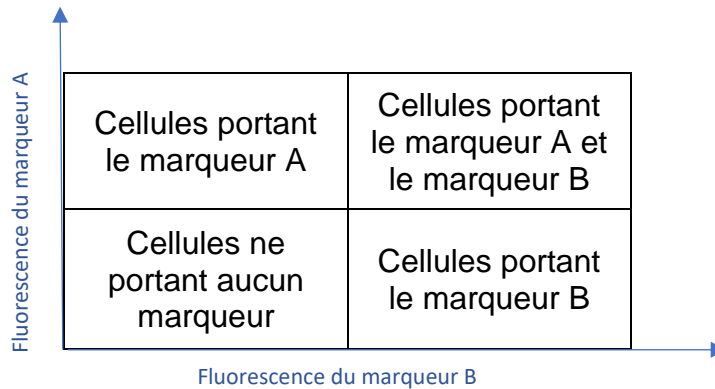 Fluorescence du marqueur A
Cellules portant
le marqueur A
Cellules portant
le marqueur A et
le marqueur B
Cellules ne
portant aucun
marqueur
Cellules portant
le marqueur B
Fluorescence du marqueur B